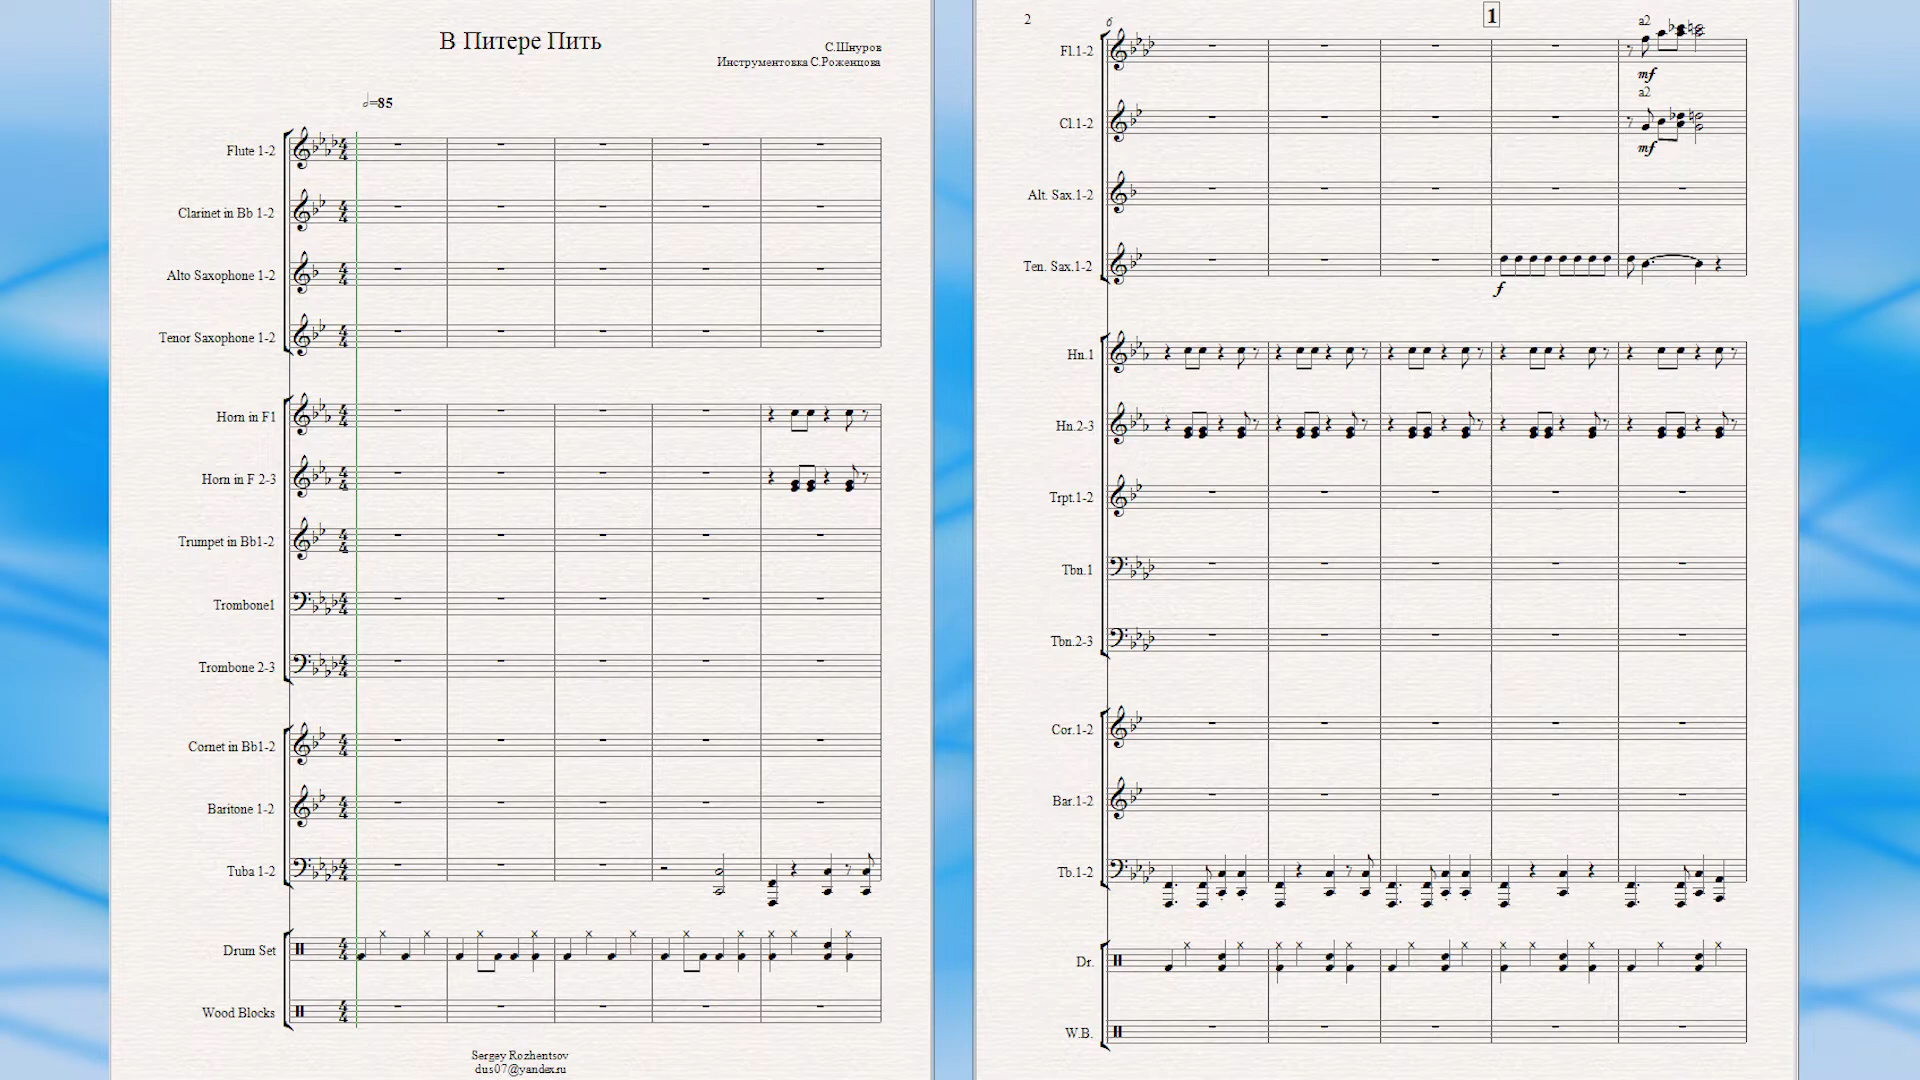 В Питере Пить
С.Шнуров
Инструментовка С.Роженцова
=85
Flute 1-2
Clarinet in Bb 1-2
Alto Saxophone 1-2
Tenor Saxophone 1-2
Horn in F1
Horn in F 2-3
Trumpet in Bb1-2
Trombone1
Trombone 2-3
Cornet in Bb1-2
Baritone 1-2
Tuba 1-2
Drum Set
Wood Blocks
Sergey Rozhentsov
dus07@yandex.ru
2
6
1
Fl.1-2
a2
mf
Cl.1-2
a2
mf
Alt. Sax.1-2
Ten. Sax.1-2
f
Hn.1
Hn.2-3
Trpt.1-2
Tbn.1
Tbn.2-3
Cor.1-2
Bar.1-2
Tb.1-2
Dr.
W.B.